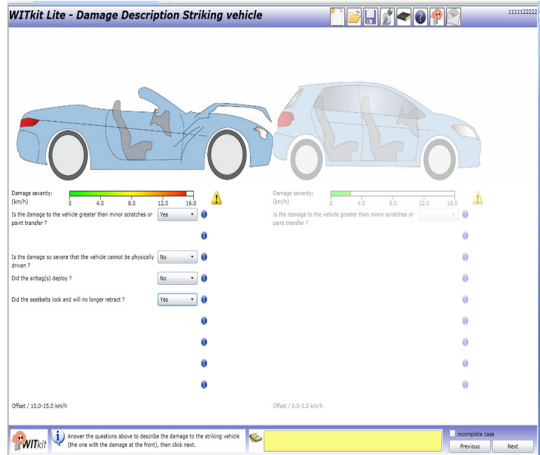 WITkit Lite - Damage Description Striking vehicle
1111122222
Damage severity:
(km/h)
0 4.0 8.0 12.0 16.0
Is the damage to the vehicle greater than minor scratches or
paint transfer ?
Yes
Is the damage so severe that the vehicle cannot be physically
driven ?
No
Did the airbag(s) deploy ?
No
Did the seatbelts lock and will no longer retract ?
Yes
Offset / 10.0-15.0 km/h
Damage severity:
(km/h)
0 4.0 8.0 12.0 16.0
Is the damage to the vehicle greater than minor scratches or
paint transfer ?
Offset / 0.0-2.5 km/h
WITkit
Answer the questions above to describe the damage to the striking vehicle
(the one with the damage at the front), then click next.
incomplete case
Previous Next